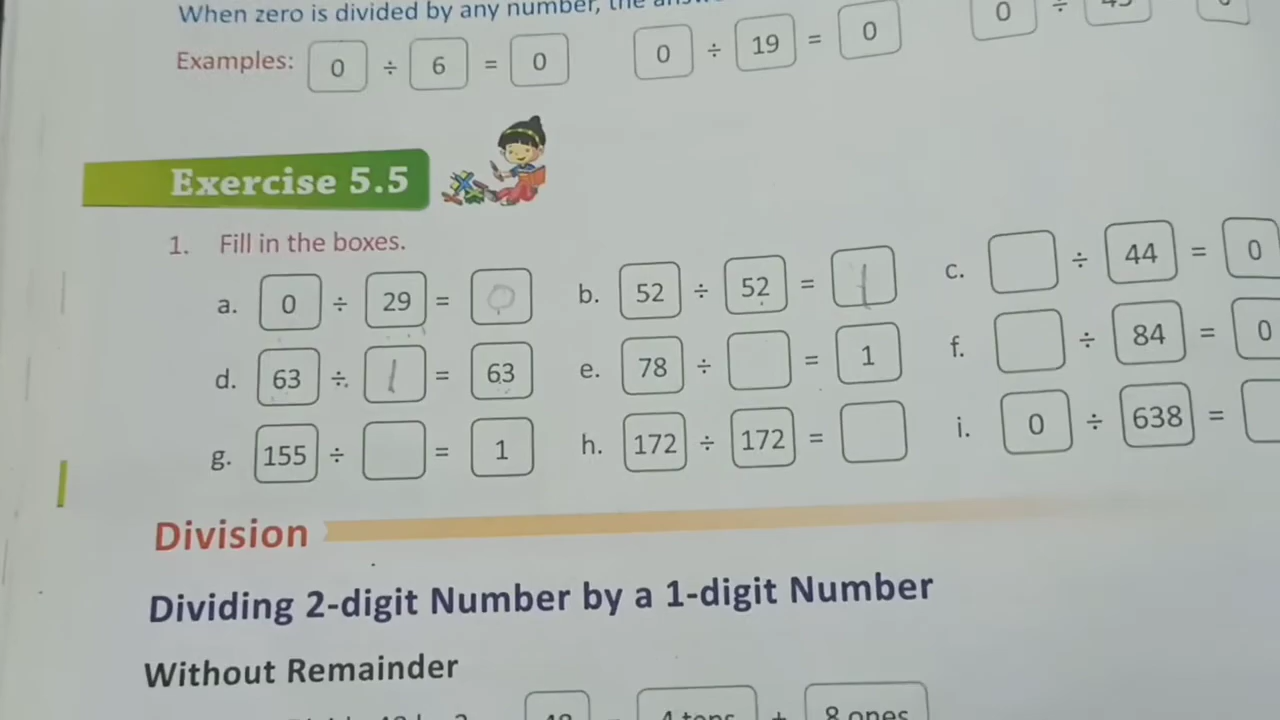 When zero is divided by any number, the
Examples: 0 ÷ 6 = 0 0 ÷ 19 = 0 0 ÷
Exercise 5.5
1. Fill in the boxes.
a. 0 ÷ 29 = 0 b. 52 ÷ 52 = 1 c. ÷ 44 = 0
d. 63 ÷ 1 = 63 e. 78 ÷ = 1 f. ÷ 84 = 0
g. 155 ÷ = 1 h. 172 ÷ 172 = i. 0 ÷ 638 =
Division
Dividing 2-digit Number by a 1-digit Number
Without Remainder
8 ones